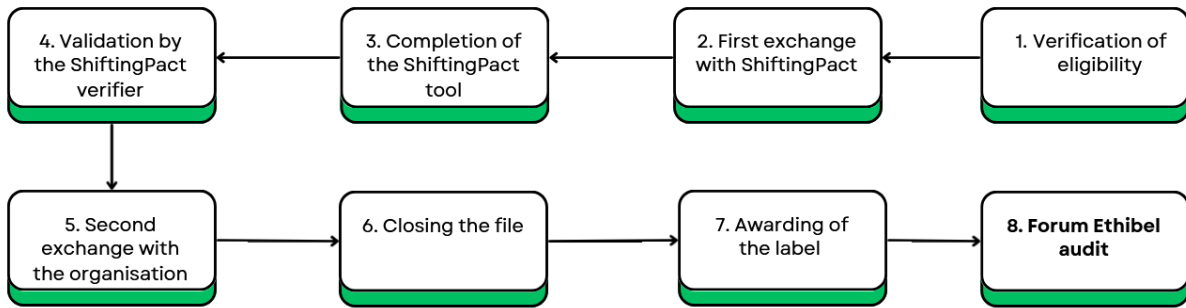 1. Verification of
eligibility
2. First exchange
with ShiftingPact
3. Completion of
the ShiftingPact
tool
4. Validation by
the ShiftingPact
verifier
5. Second
exchange with
the organisation
6. Closing the file
7. Awarding of
the label
8. Forum Ethibel
audit